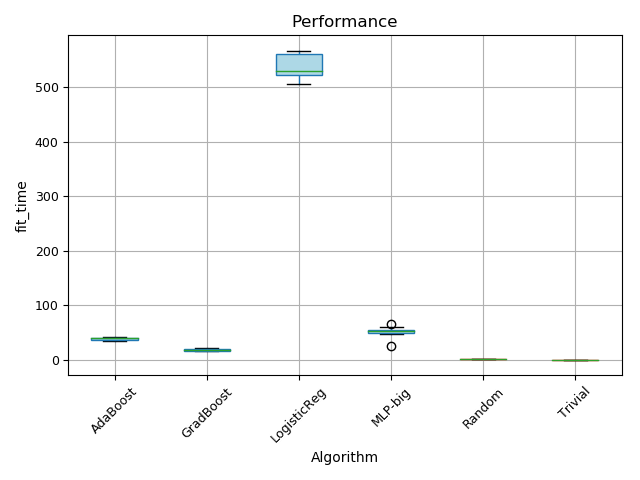 Performance
fit_time
500
400
300
200
100
0
AdaBoost
GradBoost
LogisticReg
MLP-big
Random
Trivial
Algorithm